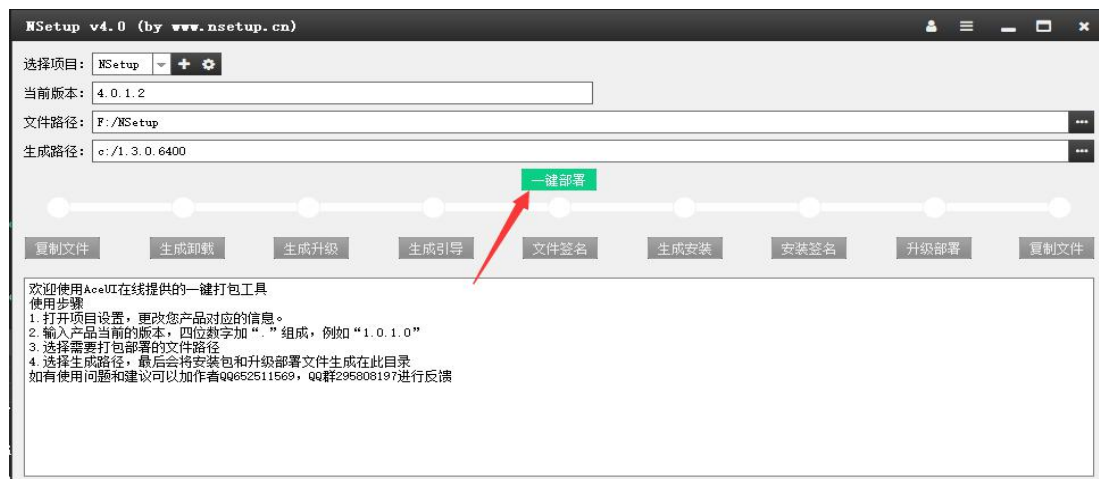 NSetup v4.0 (by www.nsetup.cn)
选择项目： NSetup
当前版本： 4.0.1.2
文件路径： F:/NSetup
生成路径： c:/1.3.0.6400
一键部署
复制文件 生成卸载 生成升级 生成引导 文件签名 生成安装 安装签名 升级部署 复制文件
欢迎使用AceUI在线提供的一键打包工具
使用步骤
1.打开项目设置，更改您产品对应的信息。
2.输入产品当前的版本，四位数字加“.”组成，例如“1.0.1.0”
3.选择需要打包部署的文件路径
4.选择生成路径，最后会将安装包和升级部署文件生成在此目录
如有使用问题和建议可以加作者QQ652511569，QQ群295808197进行反馈